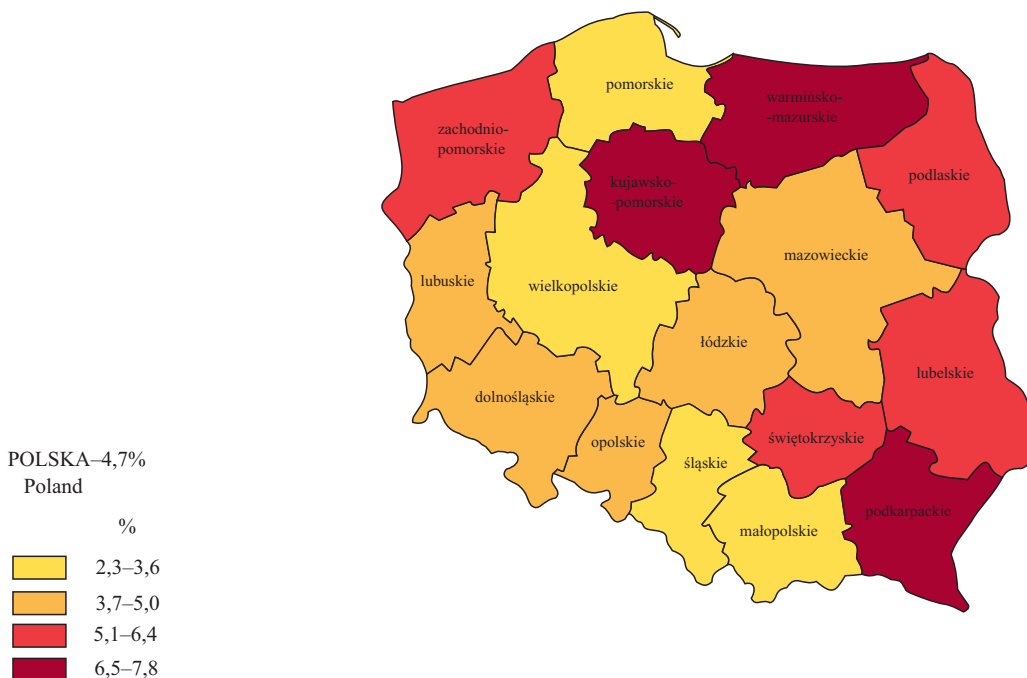 pomorskie
warmińsko-
-mazurskie
zachodnio-
pomorskie
podlaskie
kujawsko-
-pomorskie
mazowieckie
lubuskie
wielkopolskie
łódzkie
lubelskie
dolnośląskie
opolskie
świętokrzyskie
śląskie
podkarpackie
małopolskie
POLSKA–4,7%
Poland
%
2,3–3,6
3,7–5,0
5,1–6,4
6,5–7,8